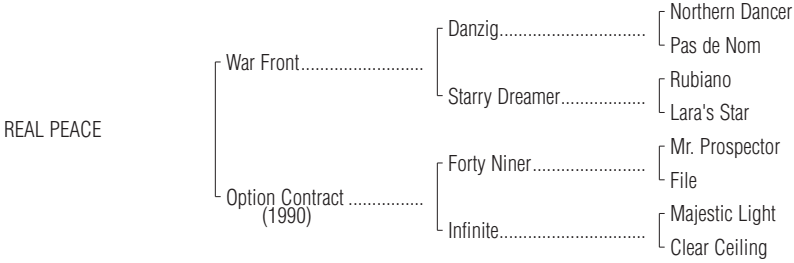 Northern Dancer
Danzig..............................
Pas de Nom
War Front.........................
Rubiano
Starry Dreamer..................
Lara's Star
REAL PEACE
Mr. Prospector
Forty Niner........................
File
Option Contract ................
(1990)
Majestic Light
Infinite...............................
Clear Ceiling